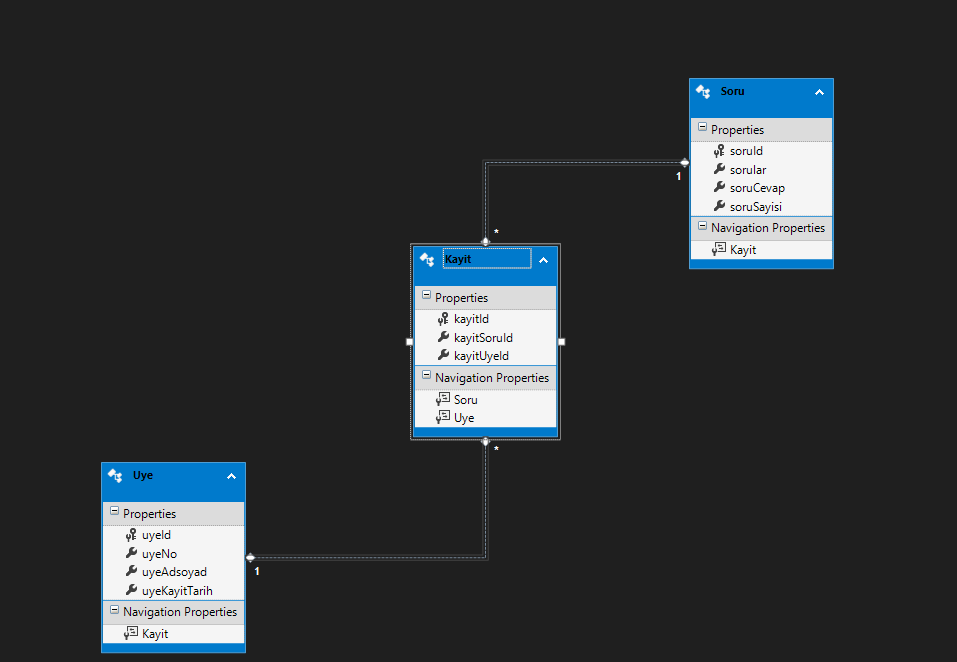 Soru
Properties
soruId
sorular
soruCevap
soruSayisi
Navigation Properties
Kayit
1
*
Kayit
Properties
kayitId
kayitSoruId
kayitUyeId
Navigation Properties
Soru
Uye
*
Uye
Properties
uyeId
uyeNo
uyeAdsoyad
uyeKayitTarih
Navigation Properties
Kayit
1